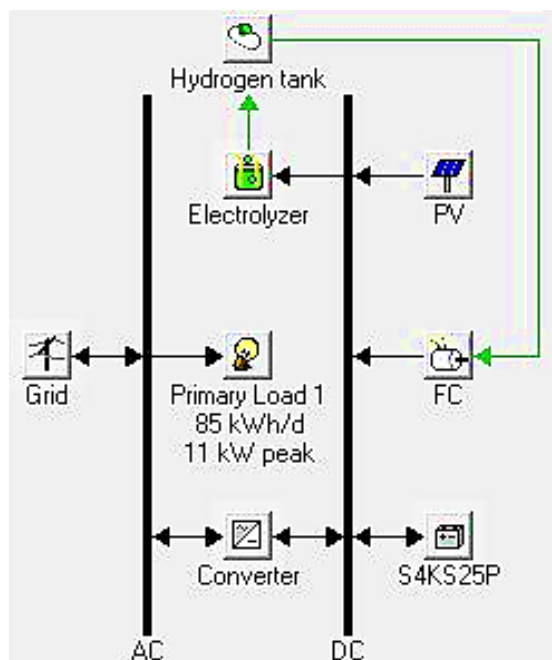 Hydrogen tank
Electrolyzer
PV
Grid
Primary Load 1
85 kWh/d
11 kW peak
FC
Converter
S4KS25P
AC
DC